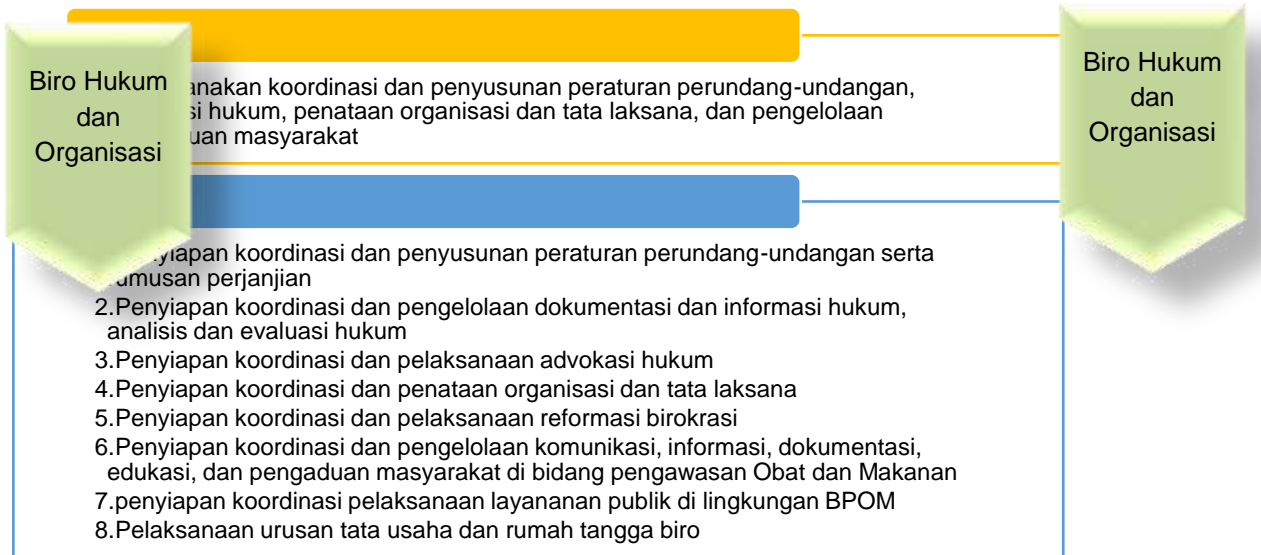 Biro Hukum
dan
Organisasi
koordinasi dan penyusunan peraturan perundang-undangan,
hukum, penataan organisasi dan tata laksana, dan pengelolaan
masyarakat
koordinasi dan penyusunan peraturan perundang-undangan serta
perjanjian
2.Penyiapan koordinasi dan pengelolaan dokumentasi dan informasi hukum,
analisis dan evaluasi hukum
3.Penyiapan koordinasi dan pelaksanaan advokasi hukum
4.Penyiapan koordinasi dan penataan organisasi dan tata laksana
5.Penyiapan koordinasi dan pelaksanaan reformasi birokrasi
6.Penyiapan koordinasi dan pengelolaan komunikasi, informasi, dokumentasi,
edukasi, dan pengaduan masyarakat di bidang pengawasan Obat dan Makanan
7.penyiapan koordinasi pelaksanaan layananan publik di lingkungan BPOM
8.Pelaksanaan urusan tata usaha dan rumah tangga biro
Biro Hukum
dan
Organisasi